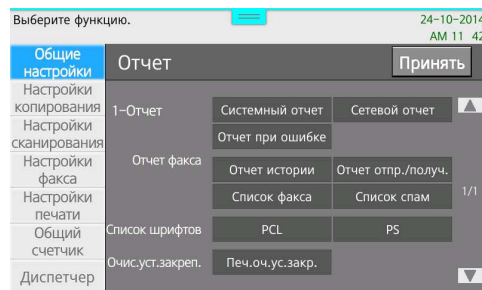 Выберите функцию.
24-10-2014
AM 11 42
Общие настройки
Настройки копирования
Настройки сканирования
Настройки факса
Настройки печати
Общий счетчик
Диспетчер
Отчет
Принять
1-Отчет
Системный отчет
Сетевой отчет
Отчет при ошибке
Отчет факса
Отчет истории
Отчет отпр./получ.
Список факса
Список спам
1/1
Список шрифтов
PCL
PS
Очис.уст.закреп.
Печ.оч.ус.закр.